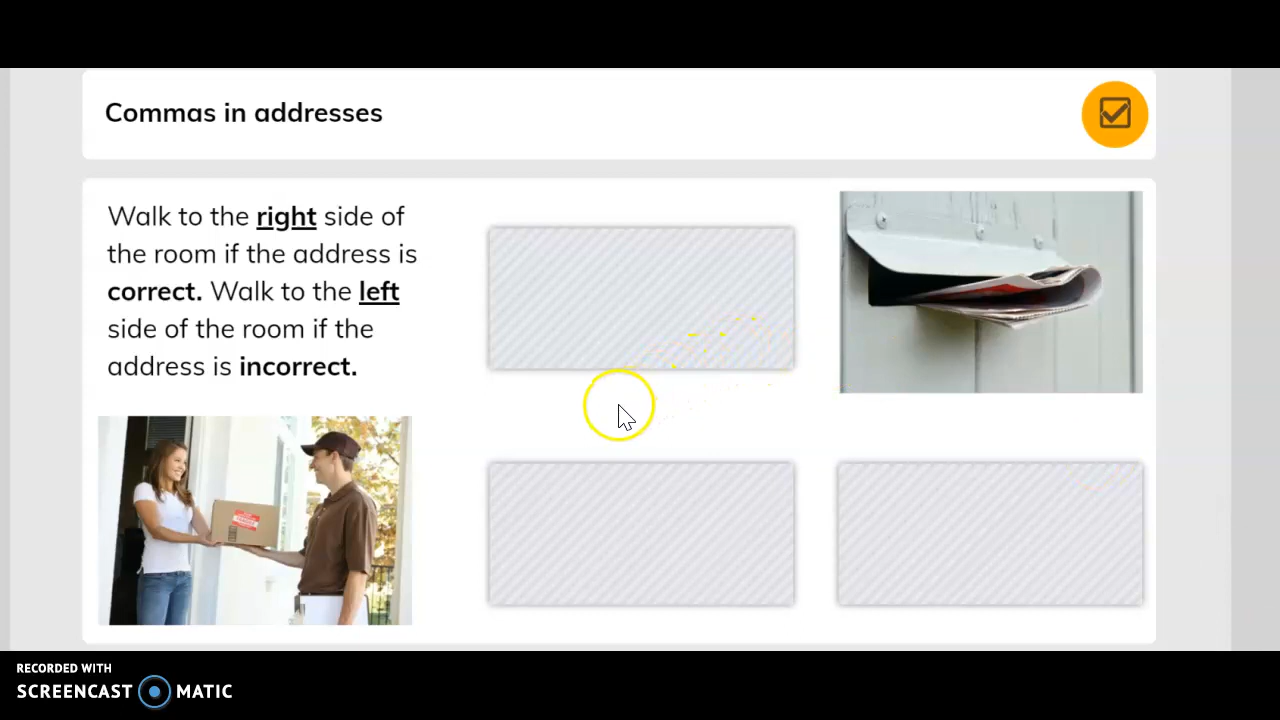 Commas in addresses
Walk to the right side of
the room if the address is
correct. Walk to the left
side of the room if the
address is incorrect.
RECORDED WITH
SCREENCAST MATIC